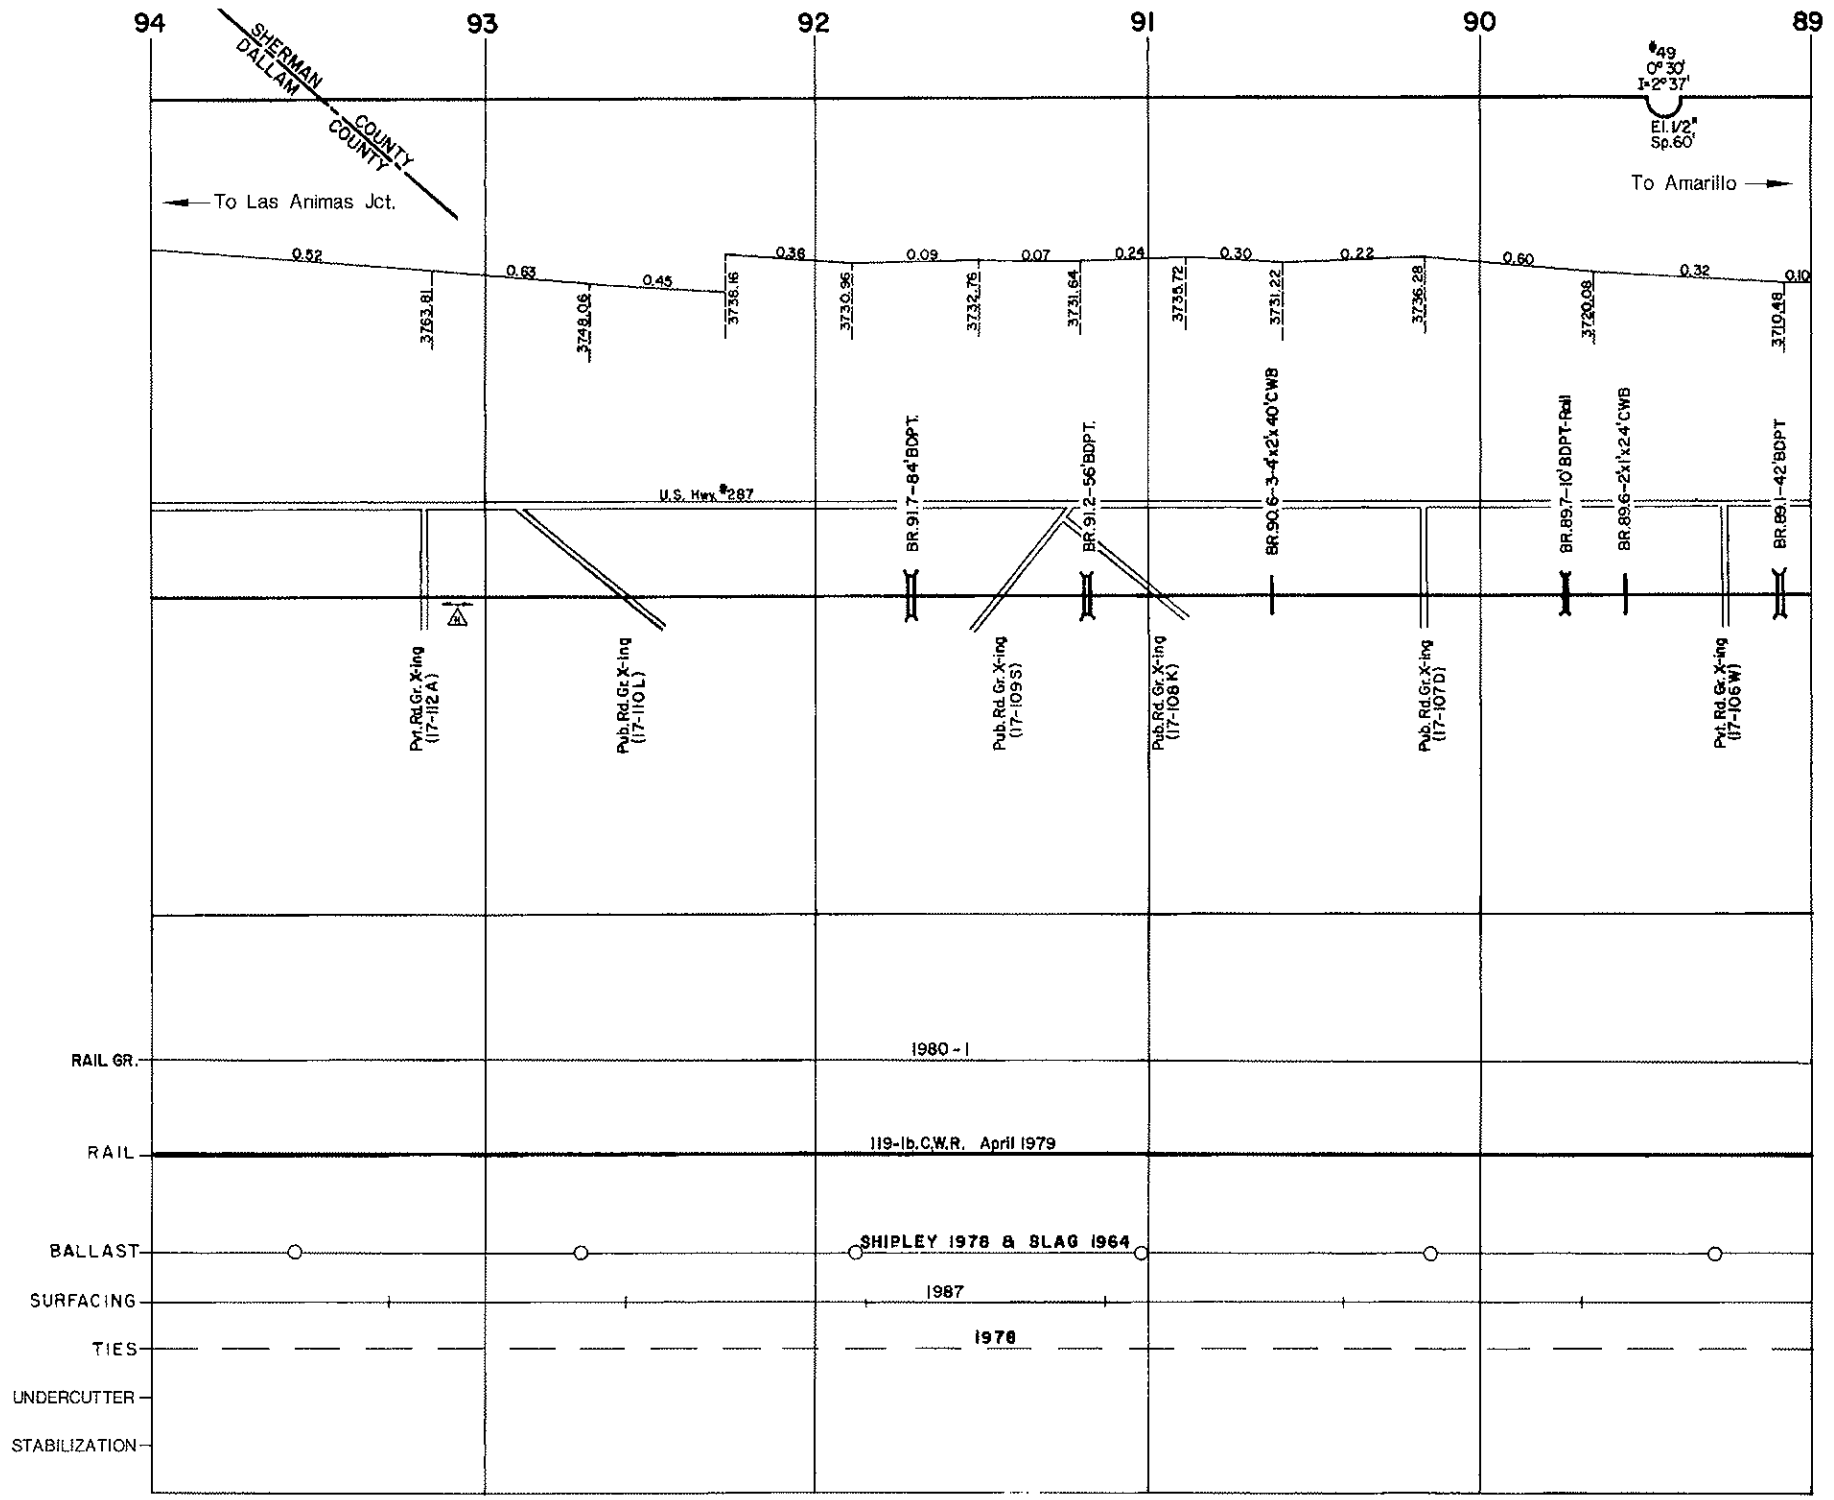 94 93 92 91 90 89
SHERMAN COUNTY
DALLAM COUNTY
#49
0°30'
I=2°37'
El. 1/2"
Sp. 60'
To Las Animas Jct.
To Amarillo
0.52 0.63 0.45 0.38 0.09 0.07 0.24 0.30 0.22 0.60 0.32 0.10
3763.81 3748.06 3738.16 3730.96 3732.76 3731.64 3735.72 3731.22 3736.28 3720.08 3710.48
BR.91.7-84'BDPT.
BR.91.2-56'BDPT.
BR.90.6-3-4'x2'x40'CWB
BR.89.7-10'BDPT-Rail
BR.89.6-2'x1'x24'CWB
BR.89.1-42'BDPT
U.S. Hwy. #287
H
Pvt. Rd. Gr. X-ing
(17-112 A)
Pub. Rd. Gr. X-ing
(17-110 L)
Pub. Rd. Gr. X-ing
(17-109 S)
Pub. Rd. Gr. X-ing
(17-108 K)
Pub. Rd. Gr. X-ing
(17-107 D)
Pvt. Rd. Gr. X-ing
(17-106 W)
RAIL GR. 1980-1
RAIL 119-lb. C.W.R. April 1979
BALLAST SHIPLEY 1978 & SLAG 1964
SURFACING 1987
TIES 1978
UNDERCUTTER
STABILIZATION